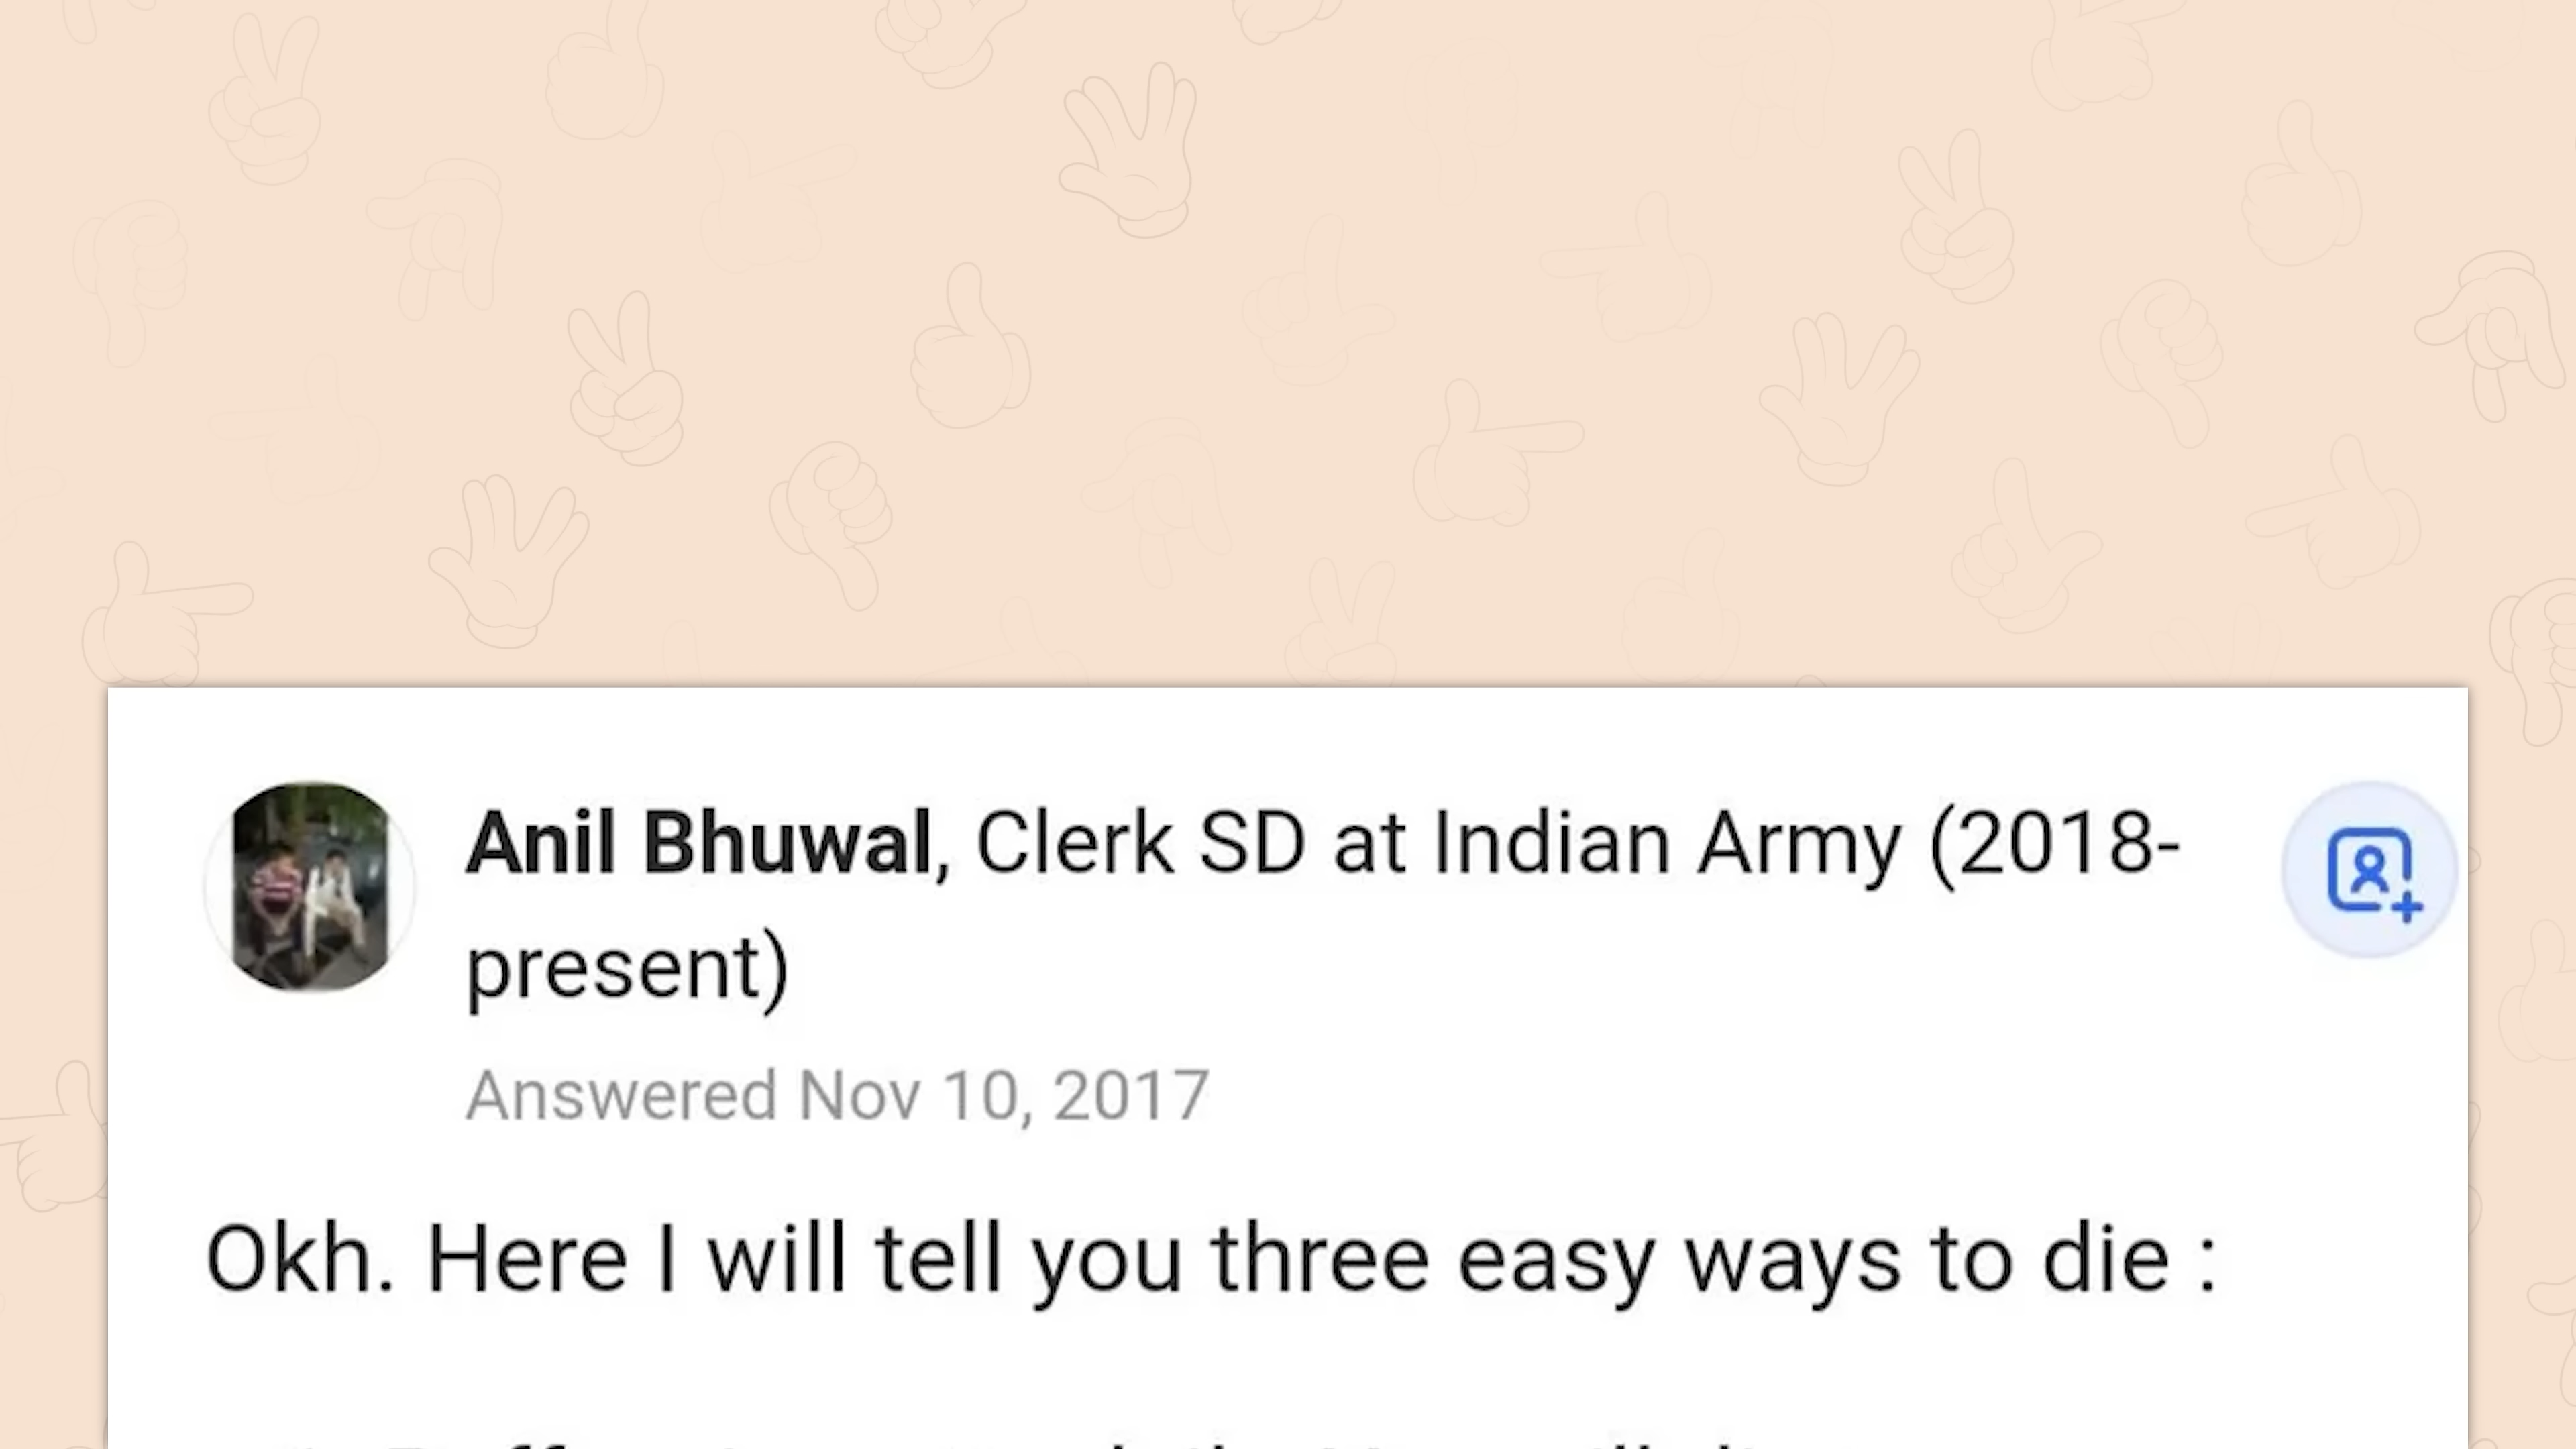 Anil Bhuwal, Clerk SD at Indian Army (2018-
present)
Answered Nov 10, 2017
Okh. Here I will tell you three easy ways to die :